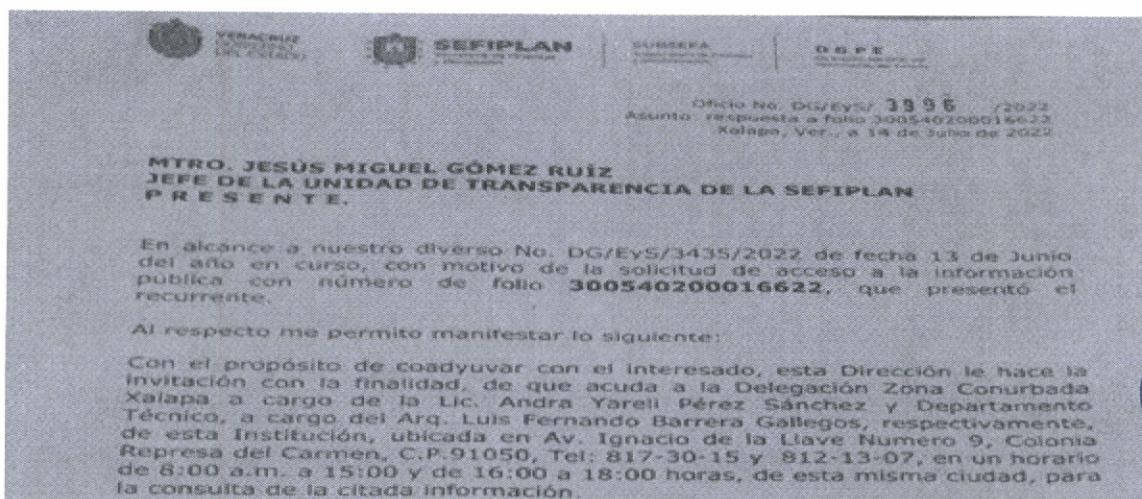 VERACRUZ
GOBIERNO
DEL ESTADO
SEFIPLAN
SUBSEFA
D G P E
Oficio No. DG/EyS/ 3996 /2022
Asunto: respuesta a folio 300540200016622
Xalapa, Ver., a 14 de Julio de 2022
MTRO. JESÚS MIGUEL GÓMEZ RUÍZ
JEFE DE LA UNIDAD DE TRANSPARENCIA DE LA SEFIPLAN
P R E S E N T E.
En alcance a nuestro diverso No. DG/EyS/3435/2022 de fecha 13 de Junio
del año en curso, con motivo de la solicitud de acceso a la información
pública con número de folio 300540200016622, que presentó el
recurrente.
Al respecto me permito manifestar lo siguiente:
Con el propósito de coadyuvar con el interesado, esta Dirección le hace la
invitación con la finalidad, de que acuda a la Delegación Zona Conurbada
Xalapa a cargo de la Lic. Andra Yareli Pérez Sánchez y Departamento
Técnico, a cargo del Arq. Luis Fernando Barrera Gallegos, respectivamente,
de esta Institución, ubicada en Av. Ignacio de la Llave Numero 9, Colonia
Represa del Carmen, C.P.91050, Tel: 817-30-15 y 812-13-07, en un horario
de 8:00 a.m. a 15:00 y de 16:00 a 18:00 horas, de esta misma ciudad, para
la consulta de la citada información.